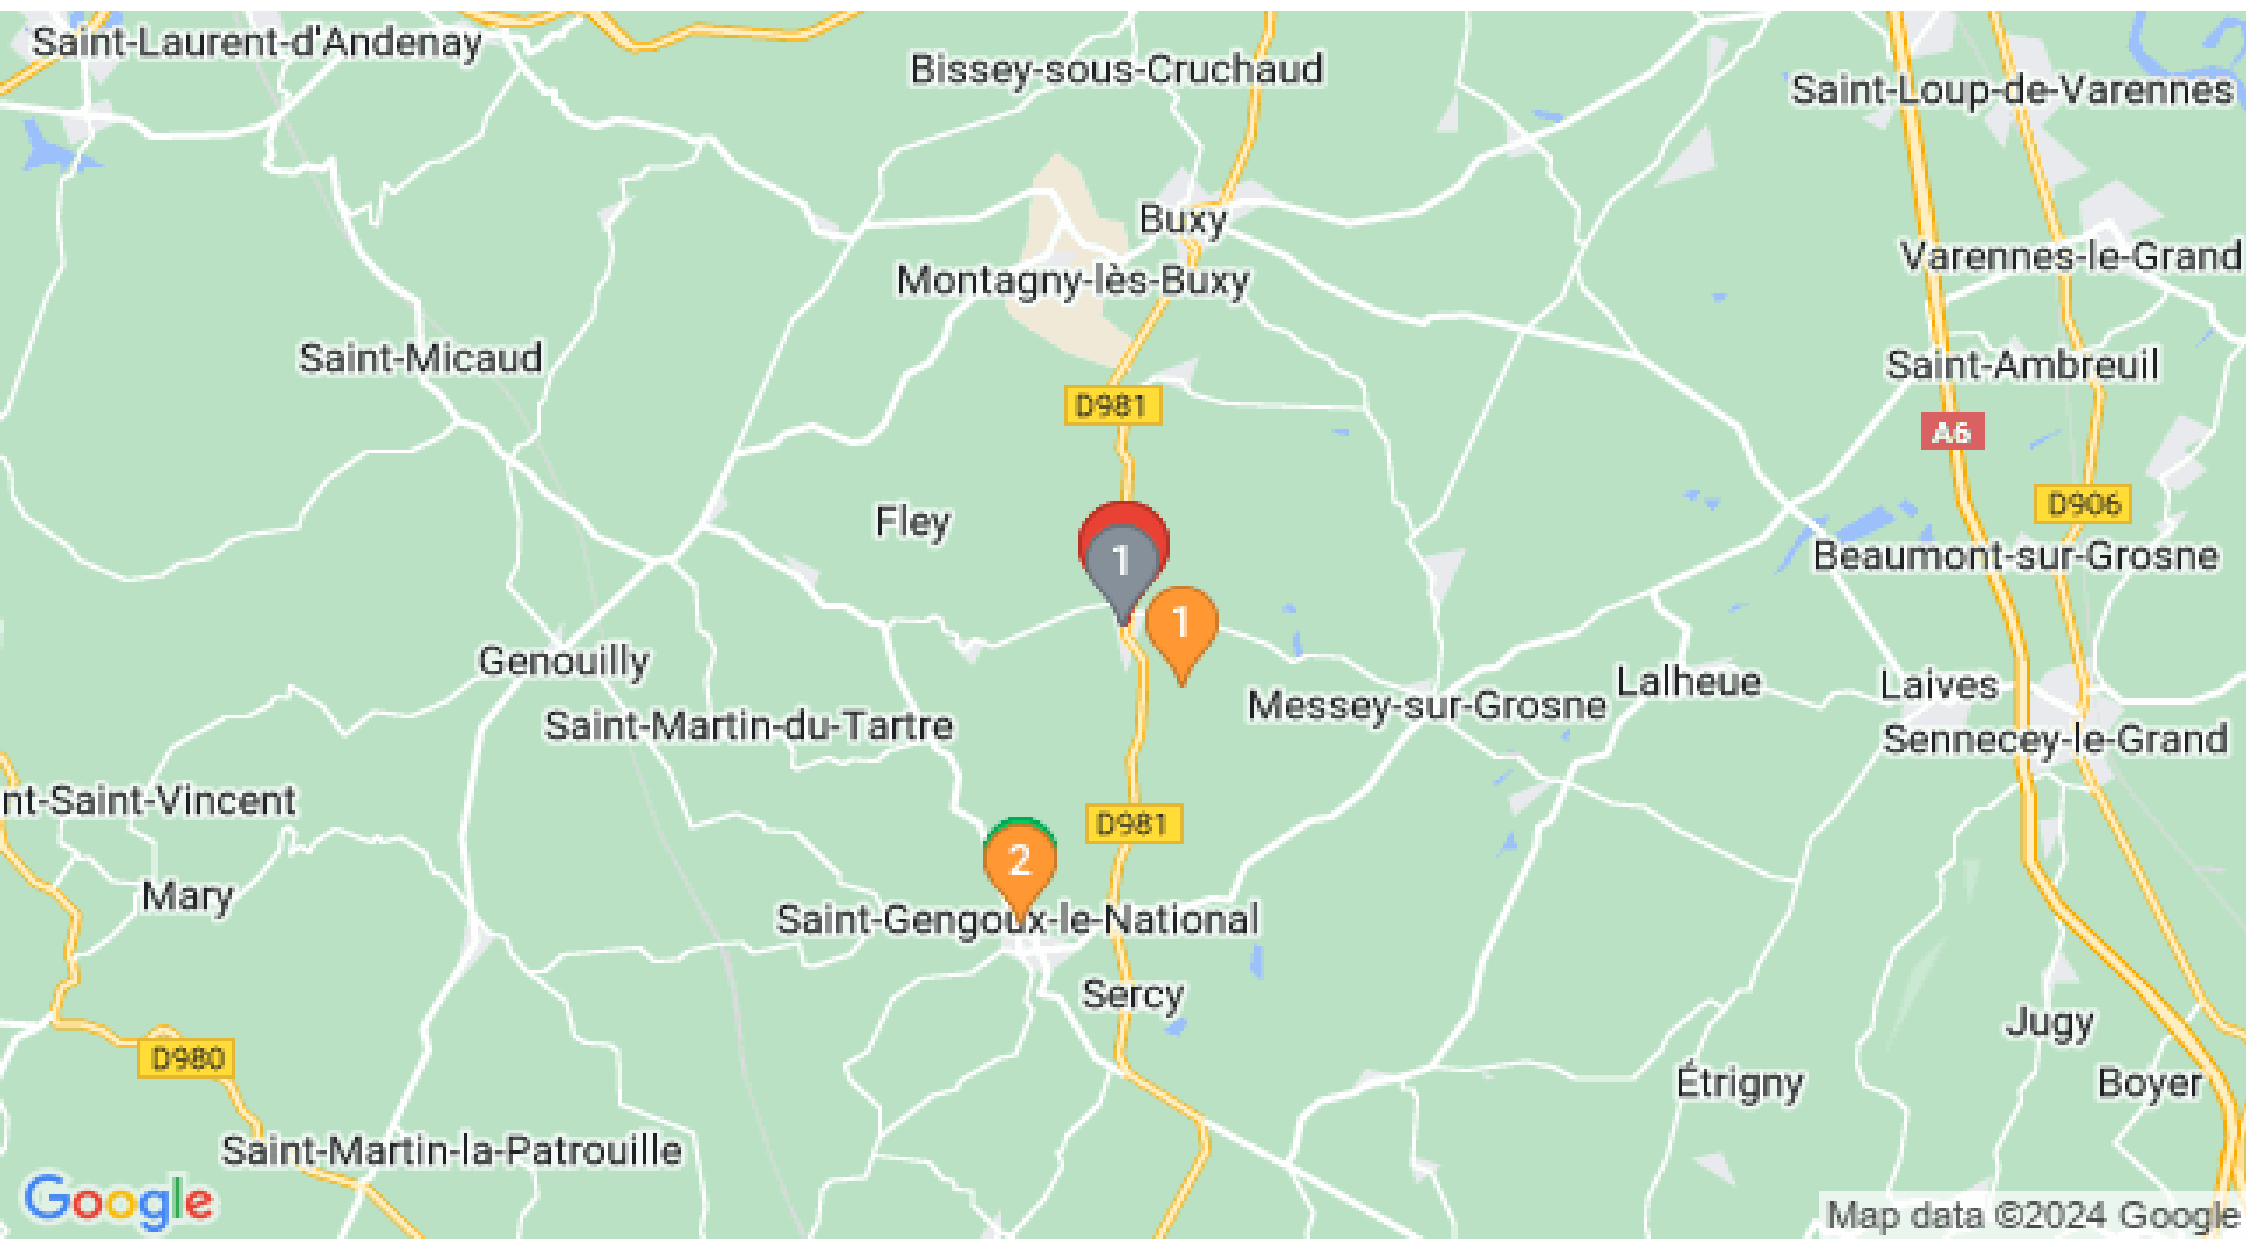 Saint-Laurent-d'Andenay
Bissey-sous-Cruchaud
Saint-Loup-de-Varennes
Buxy
Varennes-le-Grand
Montagny-lès-Buxy
Saint-Micaud
Saint-Ambreuil
D981
A6
D906
Fley
1
Beaumont-sur-Grosne
1
Genouilly
Lalheue
Laives
Messey-sur-Grosne
Saint-Martin-du-Tartre
Sennecey-le-Grand
nt-Saint-Vincent
D981
2
Mary
Saint-Gengoux-le-National
Sercy
Jugy
D980
Étrigny
Boyer
Saint-Martin-la-Patrouille
Google
Map data ©2024 Google